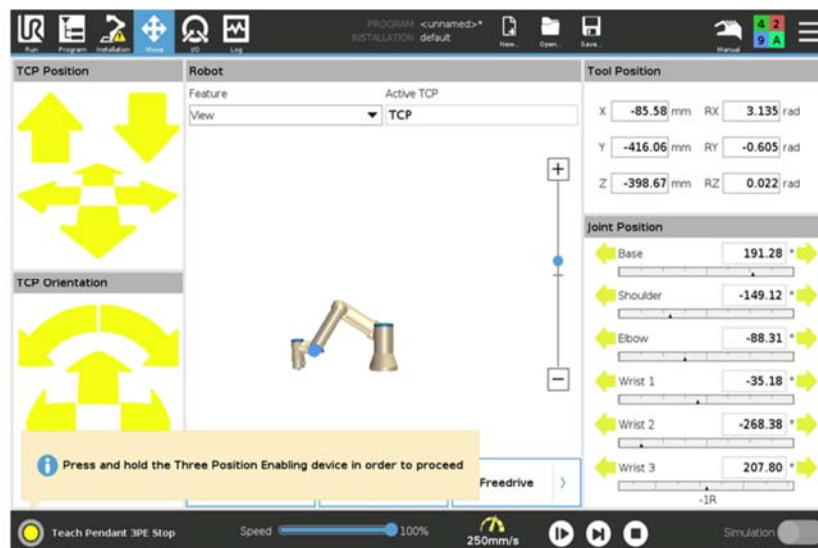 UR
Run
Program
Installation
Move
I/O
Log
PROGRAM <unnamed>*
INSTALLATION default
New...
Open...
Save...
Manual
4 2
9 A
TCP Position
Robot
Tool Position
Feature
Active TCP
View
TCP
X -85.58 mm RX 3.135 rad
Y -416.06 mm RY -0.605 rad
Z -398.67 mm RZ 0.022 rad
Joint Position
Base 191.28 °
Shoulder -149.12 °
Elbow -88.31 °
Wrist 1 -35.18 °
Wrist 2 -268.38 °
Wrist 3 207.80 °
-1R
TCP Orientation
Press and hold the Three Position Enabling device in order to proceed
Freedrive
Teach Pendant 3PE Stop
Speed 100%
250mm/s
Simulation